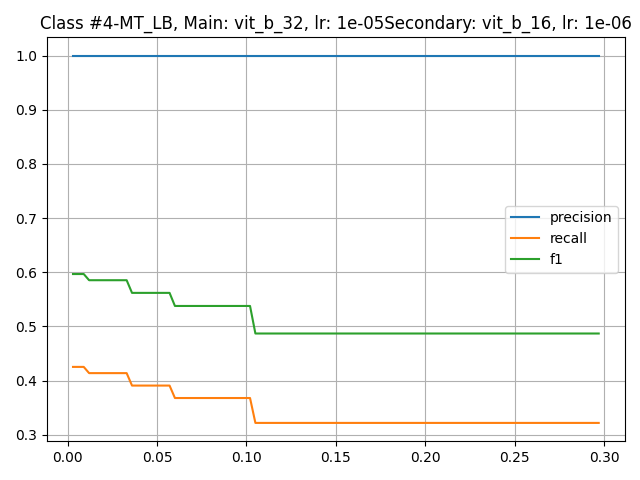 Class #4-MT_LB, Main: vit_b_32, lr: 1e-05Secondary: vit_b_16, lr: 1e-06
1.0
0.9
0.8
0.7
0.6
0.5
0.4
0.3
precision
recall
f1
0.00 0.05 0.10 0.15 0.20 0.25 0.30